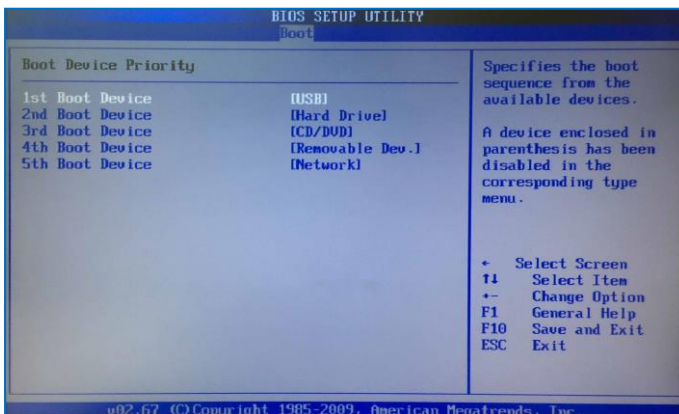 BIOS SETUP UTILITY
Boot
Boot Device Priority
1st Boot Device [USB]
2nd Boot Device [Hard Drive]
3rd Boot Device [CD/DVD]
4th Boot Device [Removable Dev.]
5th Boot Device [Network]
Specifies the boot
sequence from the
available devices.
A device enclosed in
parenthesis has been
disabled in the
corresponding type
menu.
← Select Screen
↑↓ Select Item
+- Change Option
F1 General Help
F10 Save and Exit
ESC Exit
v02.67 (C)Copyright 1985-2009, American Megatrends, Inc.